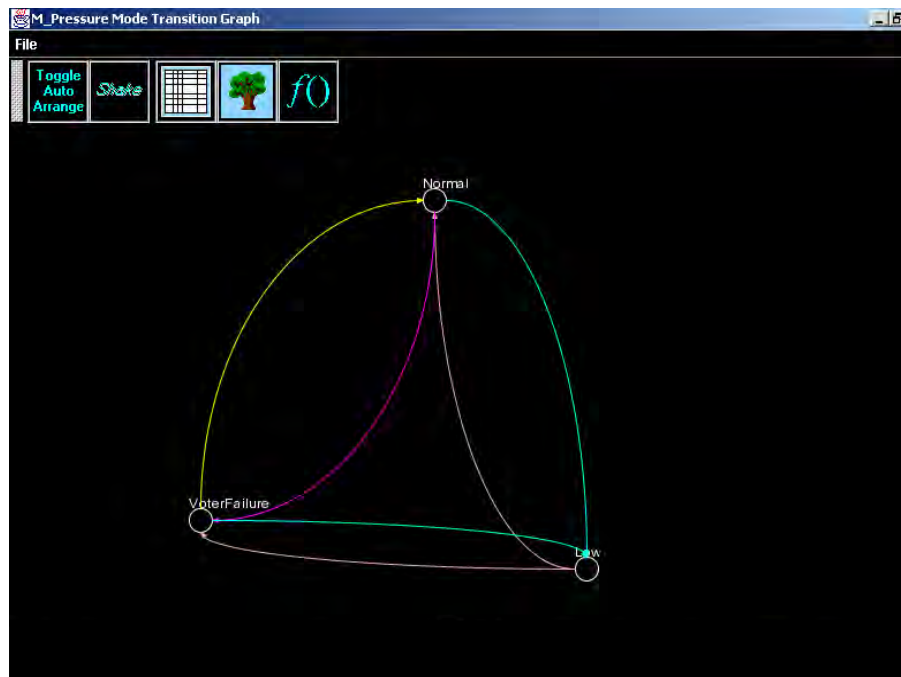 M_Pressure Mode Transition Graph
File
Toggle
Auto
Arrange
Shake
f()
Normal
VoterFailure
Low